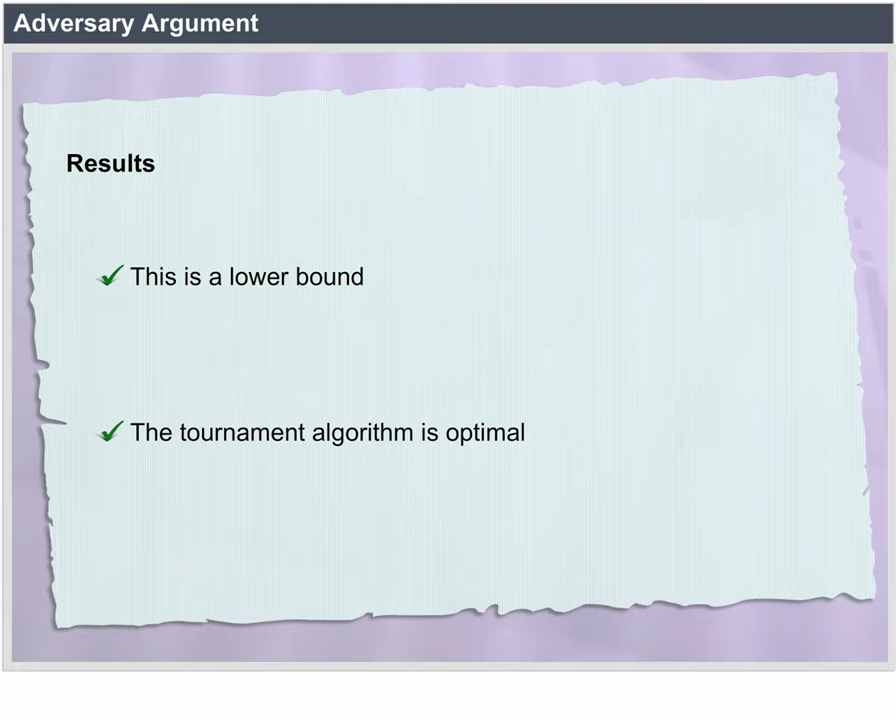 Adversary Argument
Results
This is a lower bound
The tournament algorithm is optimal